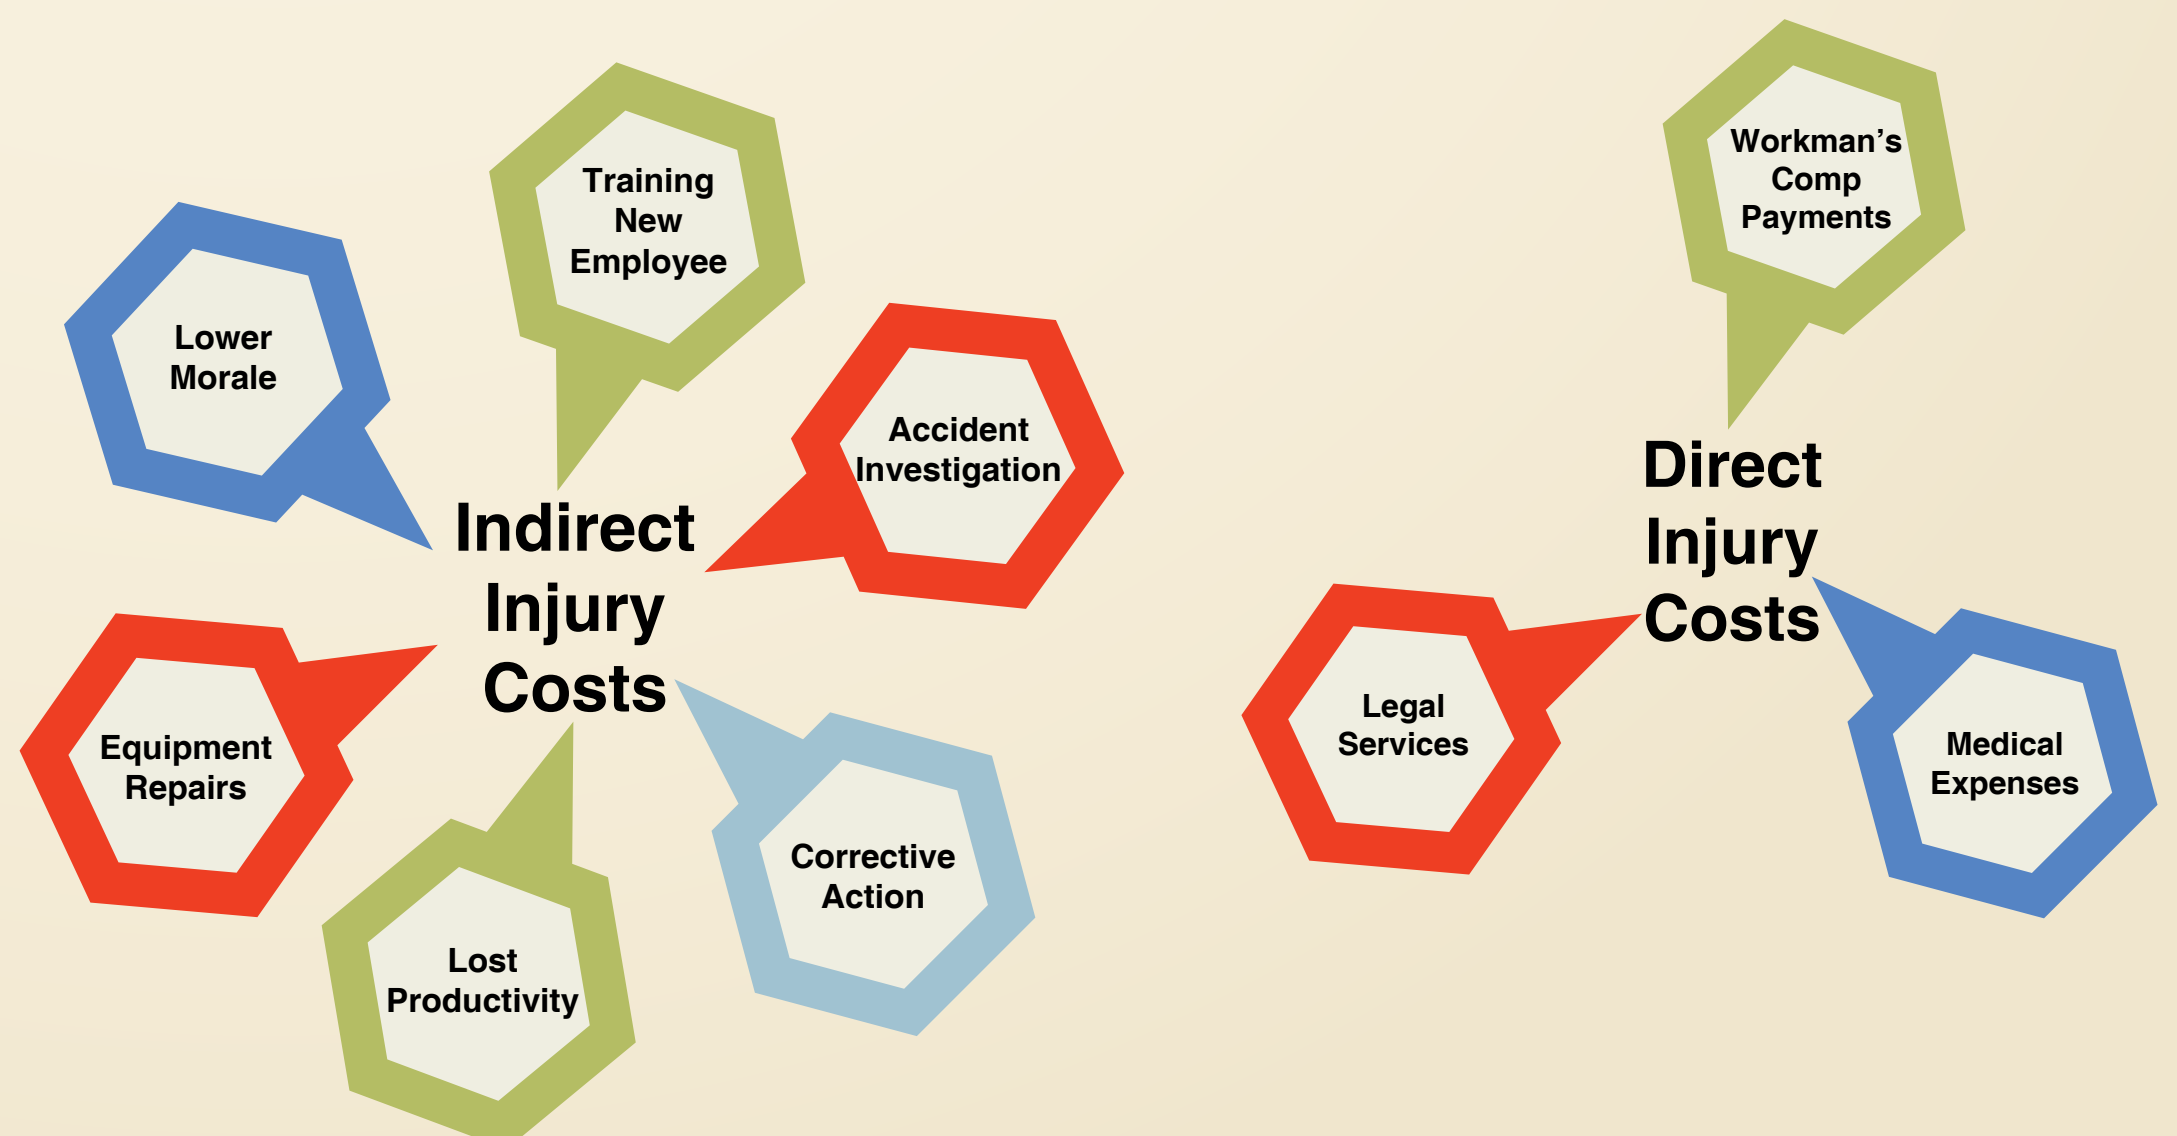 Training
New
Employee
Lower
Morale
Accident
Investigation
Indirect
Injury
Costs
Equipment
Repairs
Corrective
Action
Lost
Productivity
Workman’s
Comp
Payments
Direct
Injury
Costs
Legal
Services
Medical
Expenses